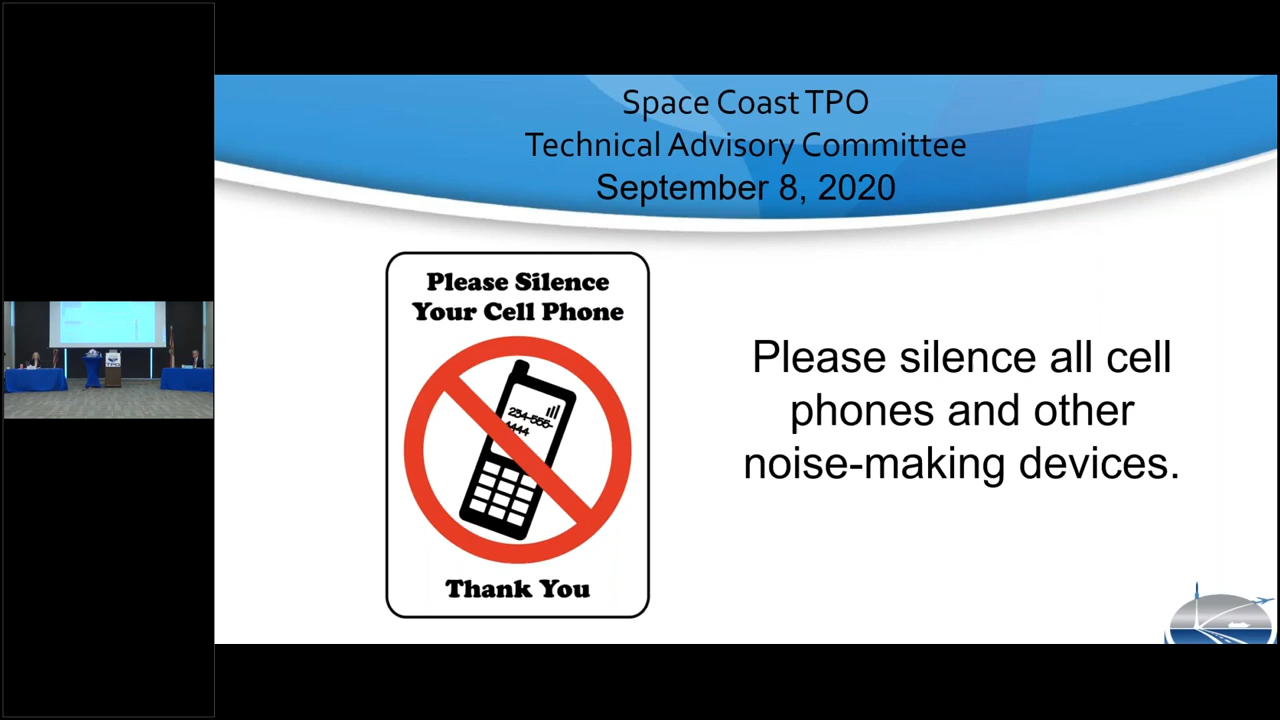 Space Coast TPO
Technical Advisory Committee
September 8, 2020
Please Silence
Your Cell Phone
234-555-
4444
Thank You
Please silence all cell
phones and other
noise-making devices.